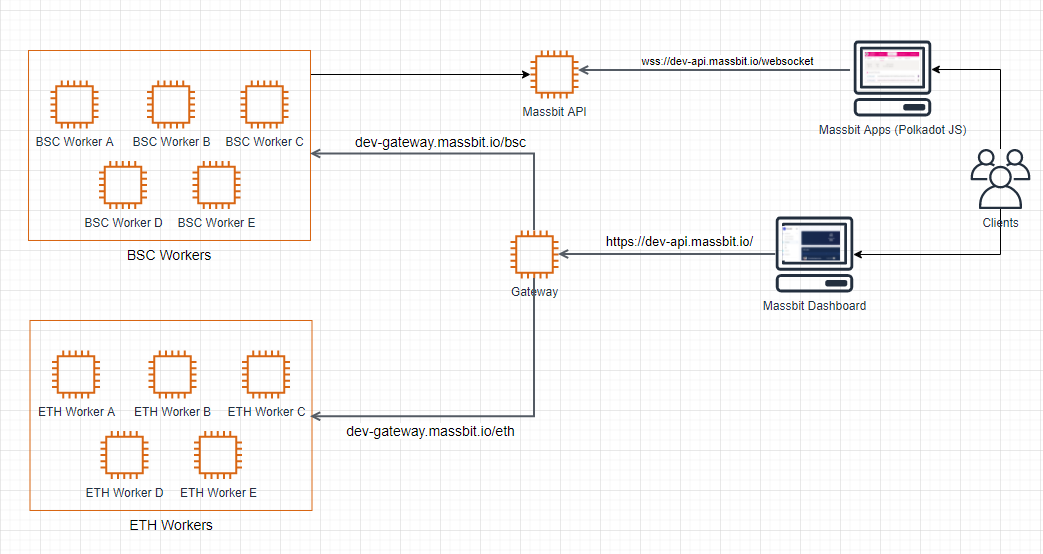 wss://dev-api.massbit.io/websocket
Massbit API
Massbit Apps (Polkadot JS)
BSC Worker A
BSC Worker B
BSC Worker C
dev-gateway.massbit.io/bsc
BSC Worker D
BSC Worker E
Clients
BSC Workers
https://dev-api.massbit.io/
Gateway
Massbit Dashboard
ETH Worker A
ETH Worker B
ETH Worker C
dev-gateway.massbit.io/eth
ETH Worker D
ETH Worker E
ETH Workers